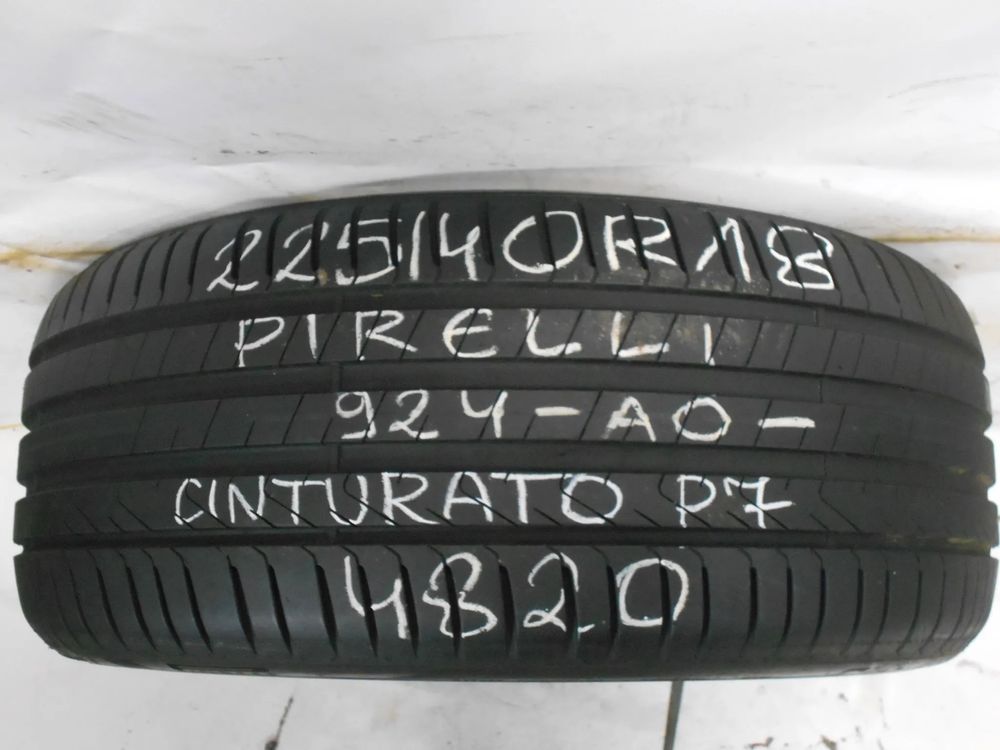 225/40R18
PIRELLI
92Y-AO-
CINTURATO P7
4820